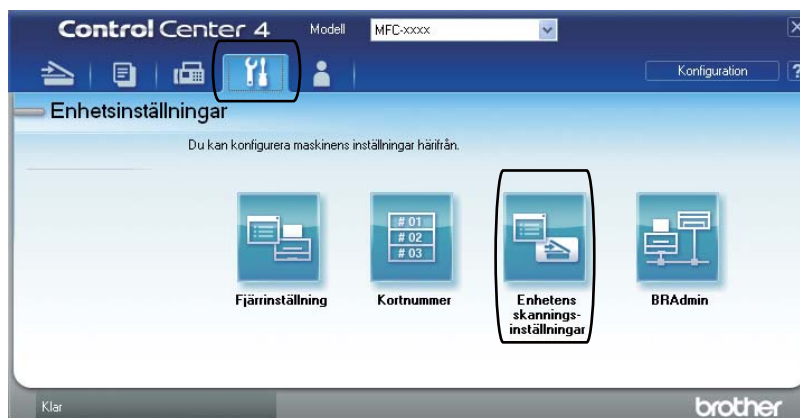 Control Center 4 Modell MFC-xxxx
Konfiguration ?
Enhetsinställningar
Du kan konfigurera maskinens inställningar härifrån.
# 01
# 02
# 03
Fjärrinställning
Kortnummer
Enhetens
skannings-
inställningar
BRAdmin
Klar
brother